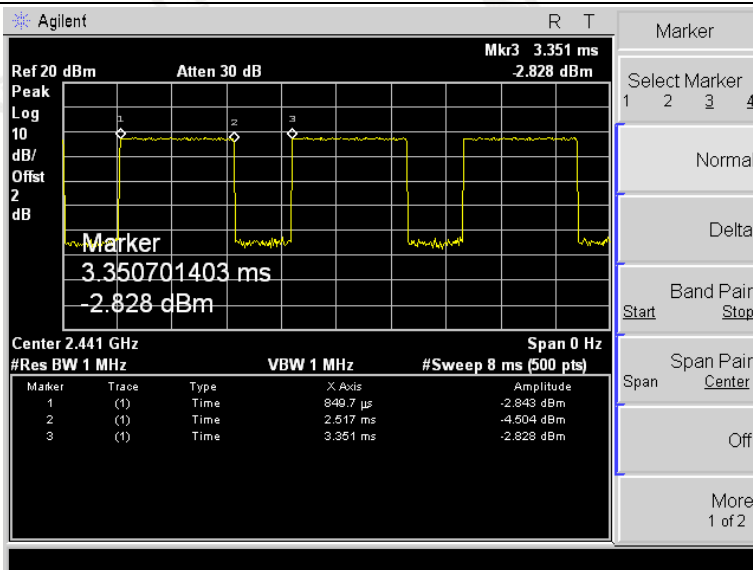 Agilent R T
Mkr3 3.351 ms
Ref 20 dBm Atten 30 dB -2.828 dBm
Peak
Log
10
dB/
Offst
2
dB
1
2
3
Marker
3.350701403 ms
-2.828 dBm
Center 2.441 GHz Span 0 Hz
#Res BW 1 MHz VBW 1 MHz #Sweep 8 ms (500 pts)
Marker Trace Type X Axis Amplitude
1 (1) Time 849.7 µs -2.843 dBm
2 (1) Time 2.517 ms -4.504 dBm
3 (1) Time 3.351 ms -2.828 dBm
Marker
Select Marker
1 2 3 4
Normal
Delta
Band Pair
Start Stop
Span Pair
Span Center
Off
More
1 of 2